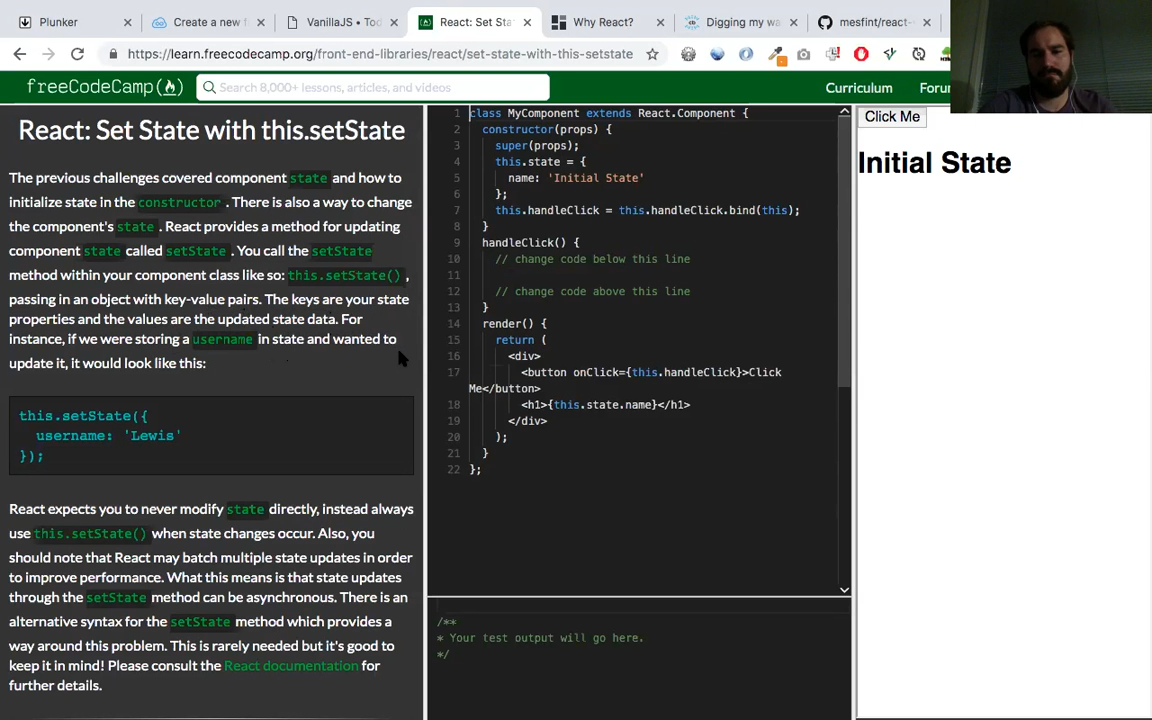 Plunker
Create a new f
VanillaJS • Tod
React: Set Stat
Why React?
Digging my wa
mesfint/react-
https://learn.freecodecamp.org/front-end-libraries/react/set-state-with-this-setstate
freeCodeCamp
Search 8,000+ lessons, articles, and videos
Curriculum
Forum
React: Set State with this.setState
The previous challenges covered component state and how to
initialize state in the constructor . There is also a way to change
the component's state . React provides a method for updating
component state called setState . You call the setState
method within your component class like so: this.setState() ,
passing in an object with key-value pairs. The keys are your state
properties and the values are the updated state data. For
instance, if we were storing a username in state and wanted to
update it, it would look like this:
this.setState({
username: 'Lewis'
});
React expects you to never modify state directly, instead always
use this.setState() when state changes occur. Also, you
should note that React may batch multiple state updates in order
to improve performance. What this means is that state updates
through the setState method can be asynchronous. There is an
alternative syntax for the setState method which provides a
way around this problem. This is rarely needed but it's good to
keep it in mind! Please consult the React documentation for
further details.
1 class MyComponent extends React.Component {
2 constructor(props) {
3 super(props);
4 this.state = {
5 name: 'Initial State'
6 };
7 this.handleClick = this.handleClick.bind(this);
8 }
9 handleClick() {
10 // change code below this line
11
12 // change code above this line
13 }
14 render() {
15 return (
16 <div>
17 <button onClick={this.handleClick}>Click
Me</button>
18 <h1>{this.state.name}</h1>
19 </div>
20 );
21 }
22 };
/**
* Your test output will go here.
*/
Click Me
Initial State